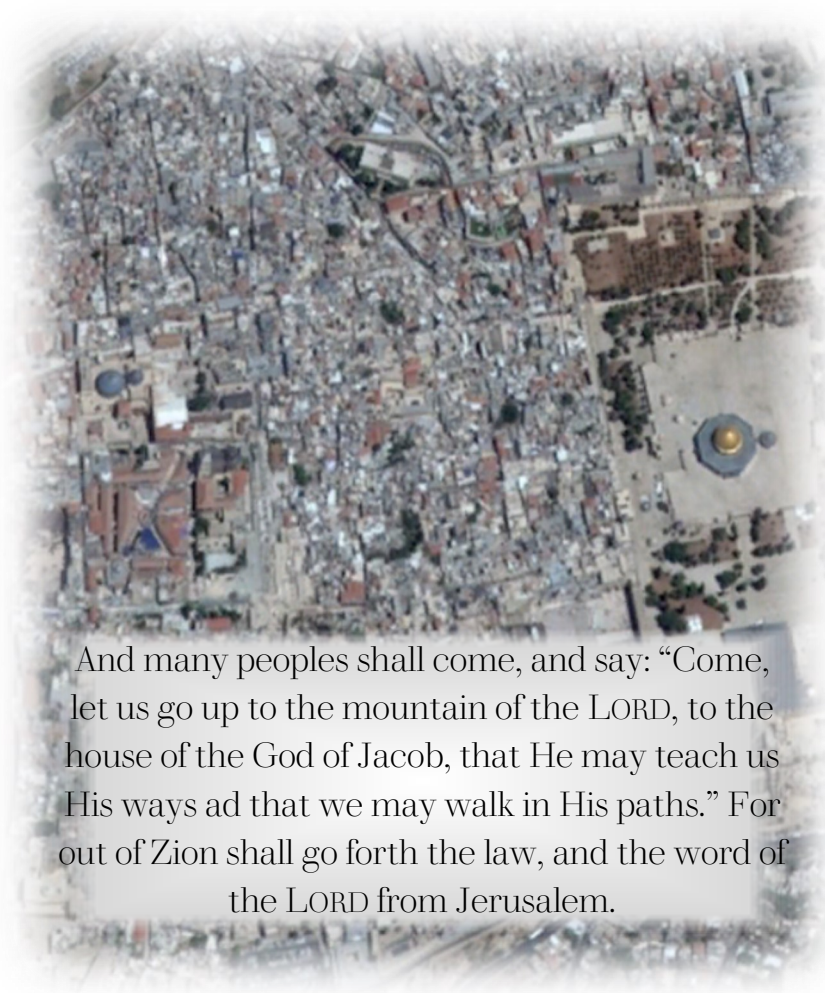 And many peoples shall come, and say: “Come,
let us go up to the mountain of the LORD, to the
house of the God of Jacob, that He may teach us
His ways ad that we may walk in His paths.” For
out of Zion shall go forth the law, and the word of
the LORD from Jerusalem.